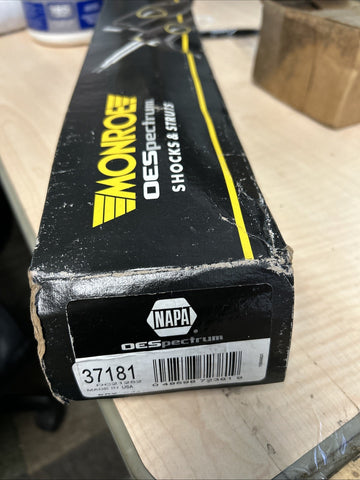 MONROE
OESpectrum
SHOCKS & STRUTS
NAPA
OESpectrum
37181
MADE IN USA